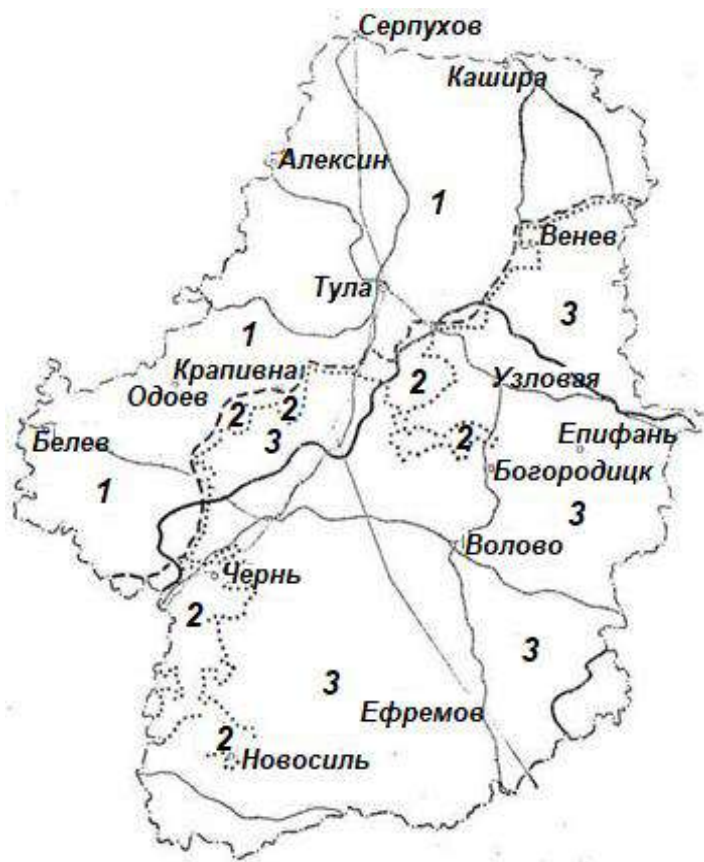 Серпухов
Кашира
Алексин
1
Венев
Тула
3
1
Крапивна
2
Узловая
Одоев
2
2
Белев
3
2
Епифань
Богородицк
1
3
Волово
Чернь
2
3
3
Ефремов
2
Новосиль